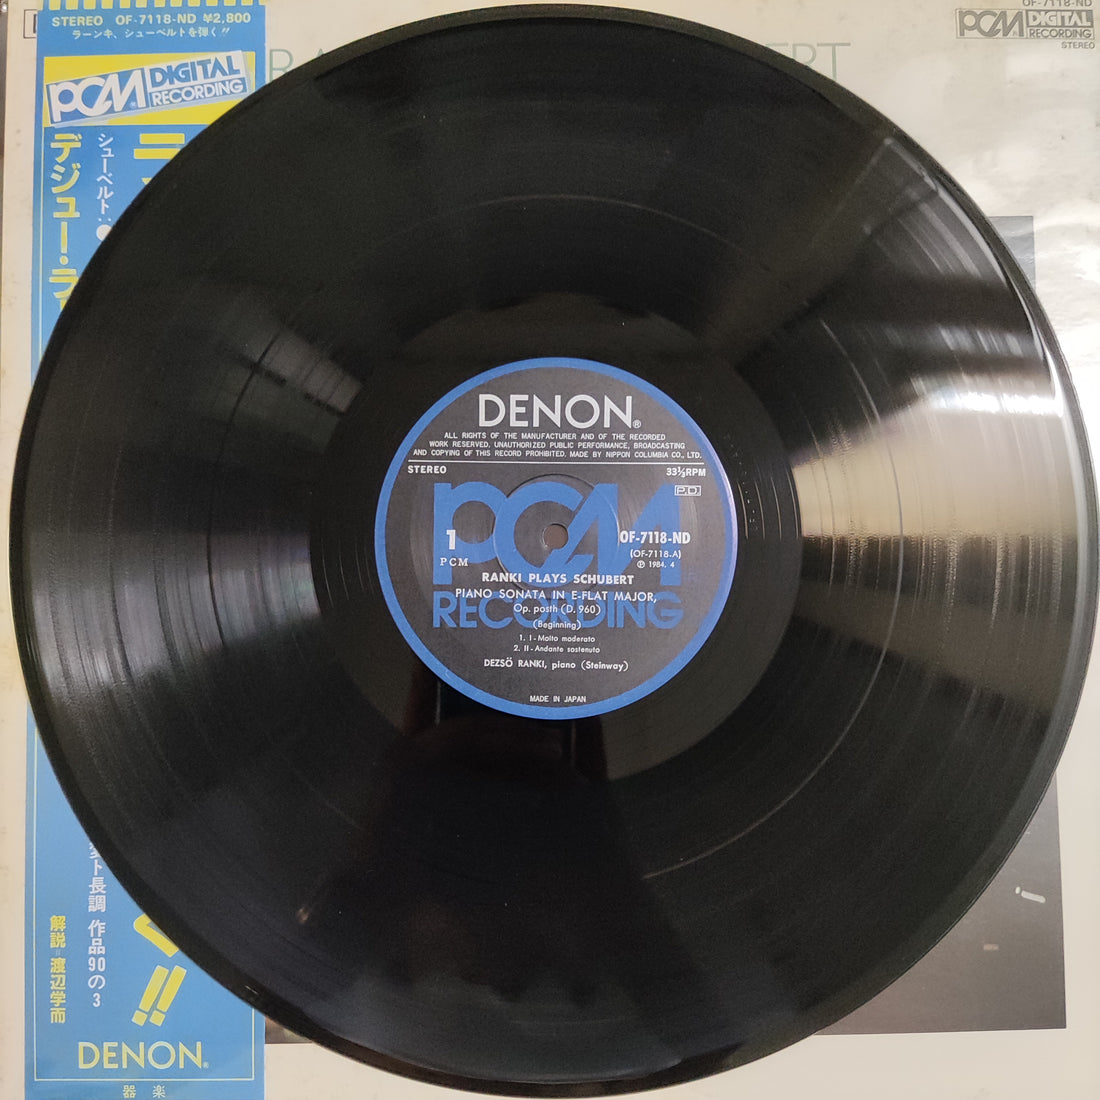 STEREO OF-7118-ND ¥2,800
ラーンキ、シューベルトを弾く!!
PCM® DIGITAL
RECORDING
シューベルト:
デジュー・ラ
ト長調 作品90の3
解説 渡辺学而
!!
DENON®
器楽
OF-7118-ND
PCM DIGITAL
RECORDING
STEREO
DENON®
ALL RIGHTS OF THE MANUFACTURER AND OF THE RECORDED
WORK RESERVED. UNAUTHORIZED PUBLIC PERFORMANCE, BROADCASTING
AND COPYING OF THIS RECORD PROHIBITED. MADE BY NIPPON COLUMBIA CO., LTD.
STEREO 33⅓RPM
P.D.
PCM
RECORDING
1 OF-7118-ND
PCM (OF-7118-A)
℗ 1984. 4
RANKI PLAYS SCHUBERT
PIANO SONATA IN E-FLAT MAJOR,
Op. posth (D. 960)
(Beginning)
1. I-Molto moderato
2. II-Andante sostenuto
DEZSÖ RANKI, piano (Steinway)
MADE IN JAPAN